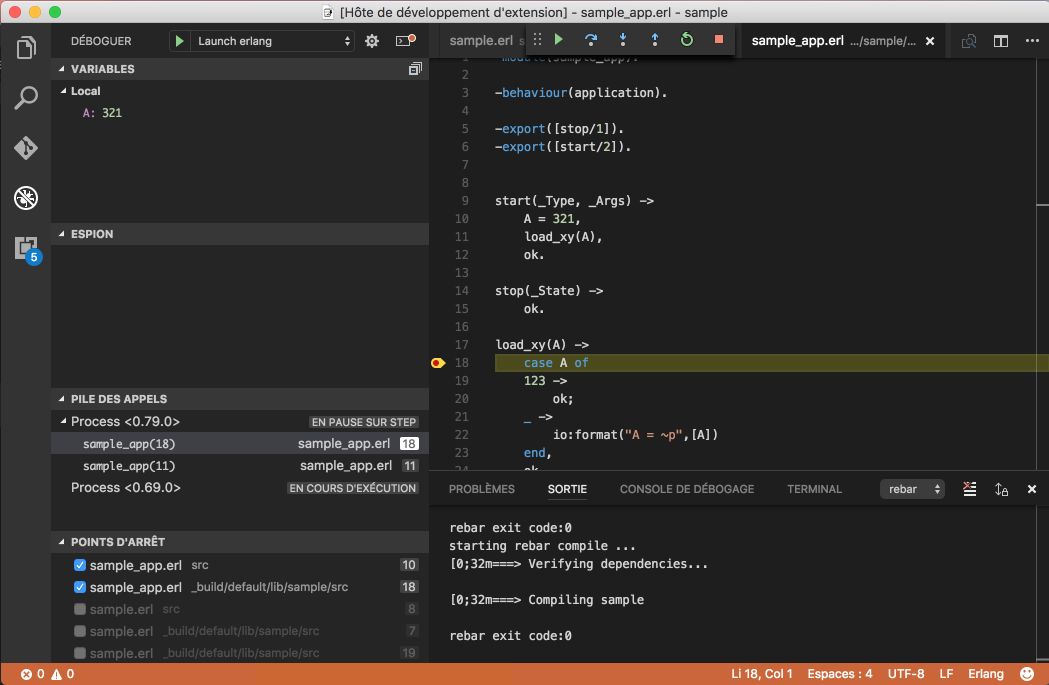 [Hôte de développement d'extension] - sample_app.erl - sample
DÉBOGUER
Launch erlang
VARIABLES
Local
A: 321
ESPION
PILE DES APPELS
Process <0.79.0> EN PAUSE SUR STEP
sample_app(18) sample_app.erl 18
sample_app(11) sample_app.erl 11
Process <0.69.0> EN COURS D'EXÉCUTION
POINTS D'ARRÊT
sample_app.erl src 10
sample_app.erl _build/default/lib/sample/src 18
sample.erl src 8
sample.erl _build/default/lib/sample/src 7
sample.erl _build/default/lib/sample/src 19
5
sample.erl s
sample_app.erl .../sample/...
1 -module(sample_app).
2
3 -behaviour(application).
4
5 -export([stop/1]).
6 -export([start/2]).
7
8
9 start(_Type, _Args) ->
10 A = 321,
11 load_xy(A),
12 ok.
13
14 stop(_State) ->
15 ok.
16
17 load_xy(A) ->
18 case A of
19 123 ->
20 ok;
21 _ ->
22 io:format("A = ~p",[A])
23 end,
24 ok
PROBLÈMES SORTIE CONSOLE DE DÉBOGAGE TERMINAL rebar
rebar exit code:0
starting rebar compile ...
[0;32m===> Verifying dependencies...
[0;32m===> Compiling sample
rebar exit code:0
0 0 Li 18, Col 1 Espaces : 4 UTF-8 LF Erlang